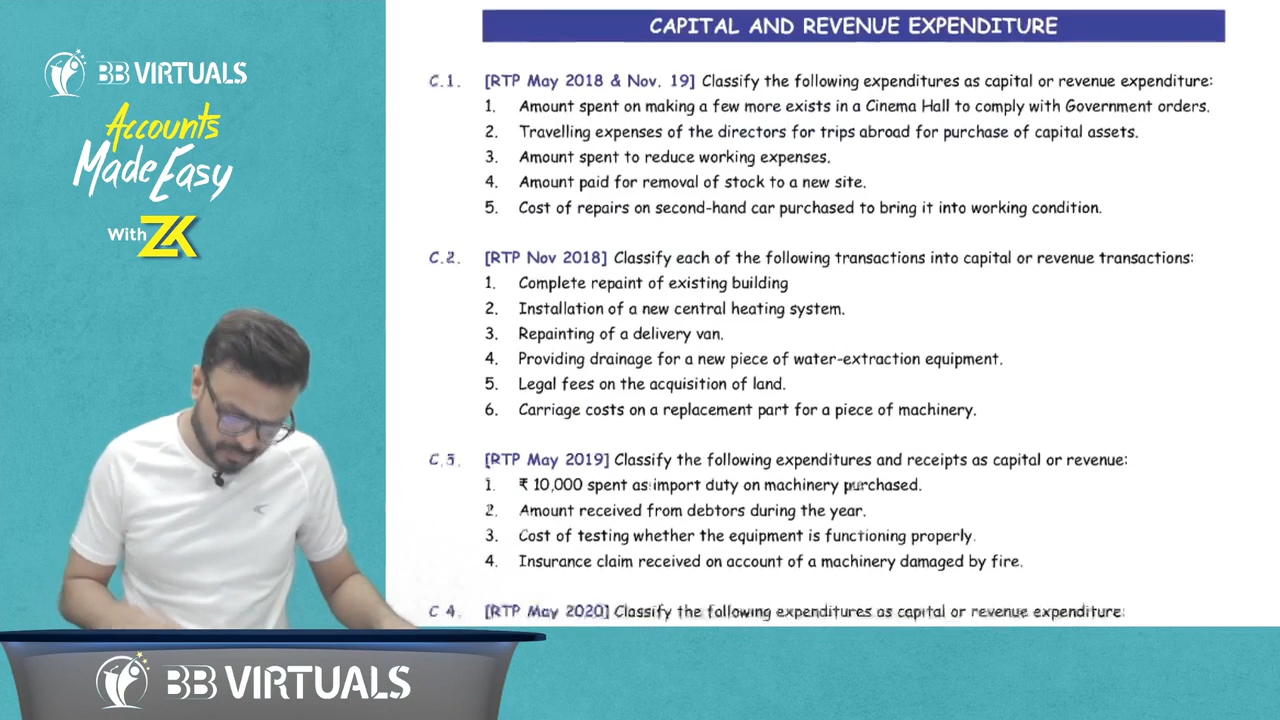 BB VIRTUALS
Accounts
Made Easy
With ZK
CAPITAL AND REVENUE EXPENDITURE
C.1. [RTP May 2018 & Nov. 19] Classify the following expenditures as capital or revenue expenditure:
1. Amount spent on making a few more exists in a Cinema Hall to comply with Government orders.
2. Travelling expenses of the directors for trips abroad for purchase of capital assets.
3. Amount spent to reduce working expenses.
4. Amount paid for removal of stock to a new site.
5. Cost of repairs on second-hand car purchased to bring it into working condition.
C.2. [RTP Nov 2018] Classify each of the following transactions into capital or revenue transactions:
1. Complete repaint of existing building
2. Installation of a new central heating system.
3. Repainting of a delivery van.
4. Providing drainage for a new piece of water-extraction equipment.
5. Legal fees on the acquisition of land.
6. Carriage costs on a replacement part for a piece of machinery.
C.3. [RTP May 2019] Classify the following expenditures and receipts as capital or revenue:
1. ₹ 10,000 spent as import duty on machinery purchased.
2. Amount received from debtors during the year.
3. Cost of testing whether the equipment is functioning properly.
4. Insurance claim received on account of a machinery damaged by fire.
C 4. [RTP May 2020] Classify the following expenditures as capital or revenue expenditure:
BB VIRTUALS